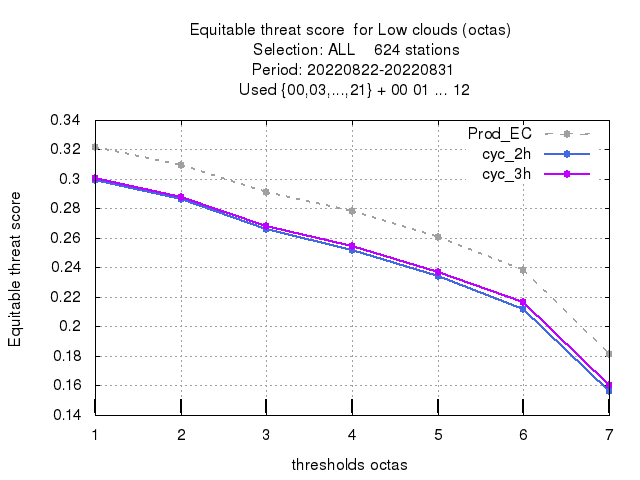 Equitable threat score  for Low clouds (octas)
Selection: ALL    624 stations
Period: 20220822-20220831
Used {00,03,...,21} + 00 01 ... 12
Prod_EC
cyc_2h
cyc_3h
0.34
0.32
0.3
0.28
0.26
0.24
0.22
0.2
0.18
0.16
0.14
Equitable threat score
1 2 3 4 5 6 7
thresholds octas